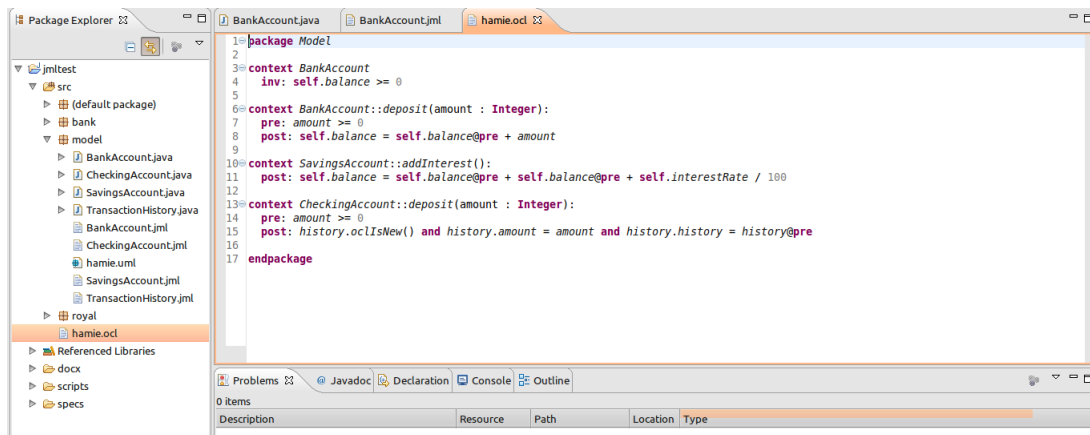 Package Explorer
jmltest
src
(default package)
bank
model
BankAccount.java
CheckingAccount.java
SavingsAccount.java
TransactionHistory.java
BankAccount.jml
CheckingAccount.jml
hamie.uml
SavingsAccount.jml
TransactionHistory.jml
royal
hamie.ocl
Referenced Libraries
docx
scripts
specs
BankAccount.java BankAccount.jml hamie.ocl
1 package Model
2
3 context BankAccount
4 inv: self.balance >= 0
5
6 context BankAccount::deposit(amount : Integer):
7 pre: amount >= 0
8 post: self.balance = self.balance@pre + amount
9
10 context SavingsAccount::addInterest():
11 post: self.balance = self.balance@pre + self.balance@pre + self.interestRate / 100
12
13 context CheckingAccount::deposit(amount : Integer):
14 pre: amount >= 0
15 post: history.oclIsNew() and history.amount = amount and history.history = history@pre
16
17 endpackage
Problems @ Javadoc Declaration Console Outline
0 items
Description Resource Path Location Type